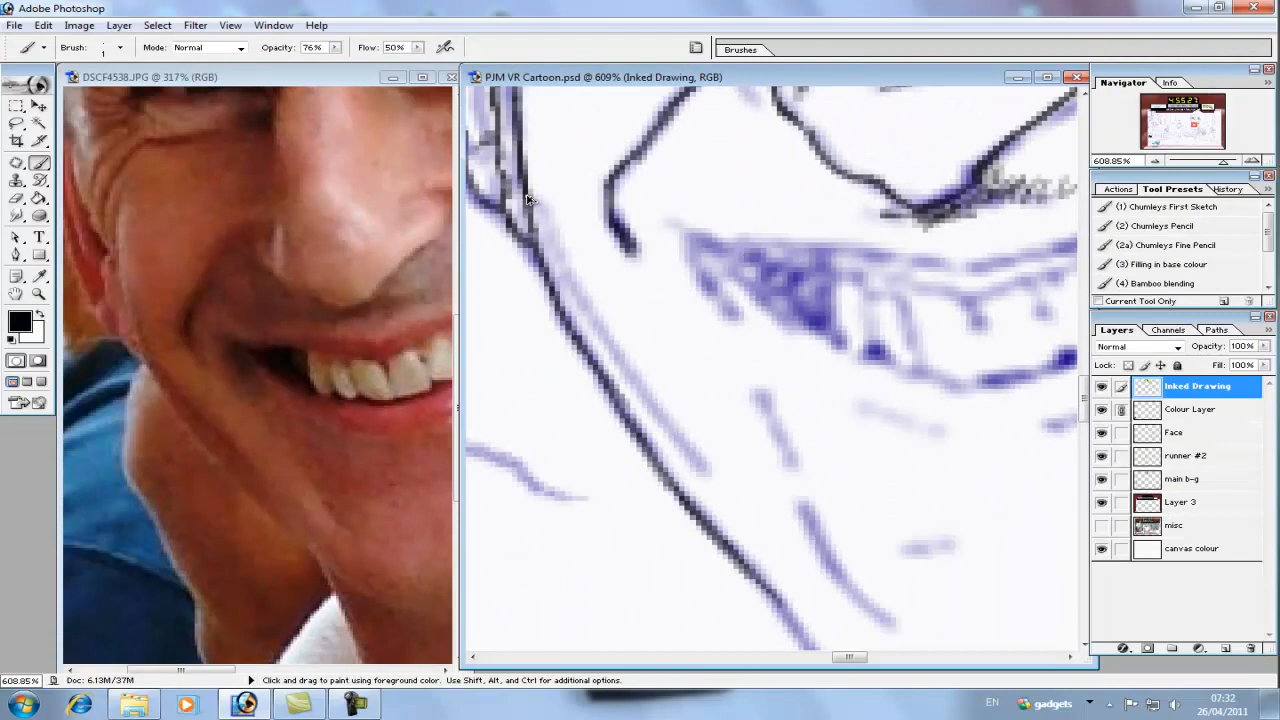 Adobe Photoshop
File Edit Image Layer Select Filter View Window Help
Brush: 1 Mode: Normal Opacity: 76% Flow: 50% Brushes
DSCF4538.JPG @ 317% (RGB)
PJM VR Cartoon.psd @ 609% (Inked Drawing, RGB)
Navigator Info
4:55:27
608.85%
Actions Tool Presets History
(1) Chumleys First Sketch
(2) Chumleys Pencil
(2a) Chumleys Fine Pencil
(3) Filling in base colour
(4) Bamboo blending
Current Tool Only
Layers Channels Paths
Normal Opacity: 100%
Lock: Fill: 100%
Inked Drawing
Colour Layer
Face
runner #2
main b-g
Layer 3
misc
canvas colour
608.85% Doc: 6.13M/37M Click and drag to paint using foreground color. Use Shift, Alt, and Ctrl for additional options.
EN gadgets 07:32
26/04/2011